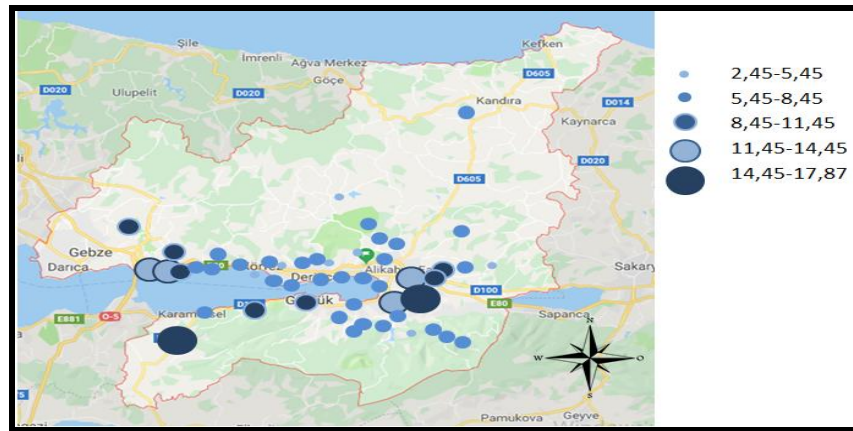 Kefken
Şile
İmrenli
Ağva Merkez
Göçe
D605
D020
Ulupelit
D020
Kandıra
D014
Kaynarca
D020
D605
Gebze
Darıca
Körfez
Alikahya
Sakary
D100
E80
Karamürsel
Sapanca
E881
O-5
Pamukova
Geyve
N
W
O
S
2,45-5,45
5,45-8,45
8,45-11,45
11,45-14,45
14,45-17,87